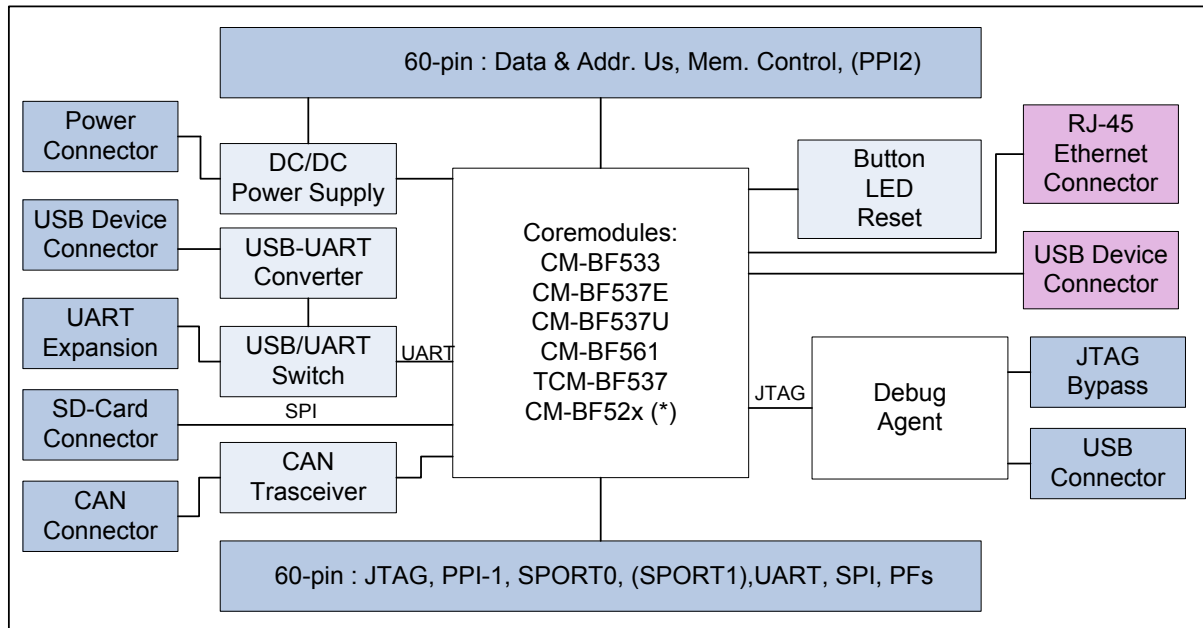 60-pin : Data & Addr. Us, Mem. Control, (PPI2)
Power
Connector
DC/DC
Power Supply
Button
LED
Reset
RJ-45
Ethernet
Connector
USB Device
Connector
USB-UART
Converter
Coremodules:
CM-BF533
CM-BF537E
CM-BF537U
CM-BF561
TCM-BF537
CM-BF52x (*)
USB Device
Connector
UART
Expansion
USB/UART
Switch
UART
SD-Card
Connector
SPI
JTAG
Debug
Agent
JTAG
Bypass
CAN
Trasceiver
CAN
Connector
USB
Connector
60-pin : JTAG, PPI-1, SPORT0, (SPORT1),UART, SPI, PFs